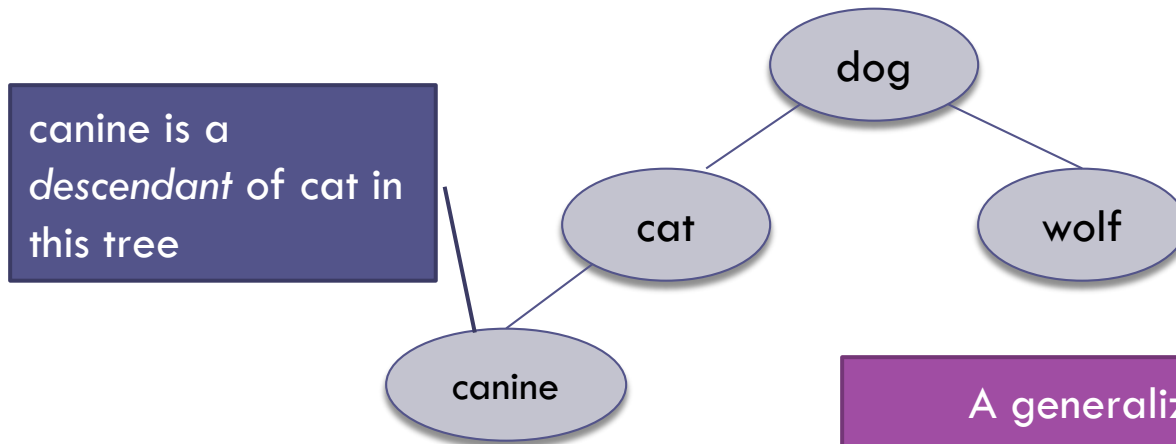 dog
canine is a
descendant of cat in
this tree
cat
wolf
canine
A generaliz